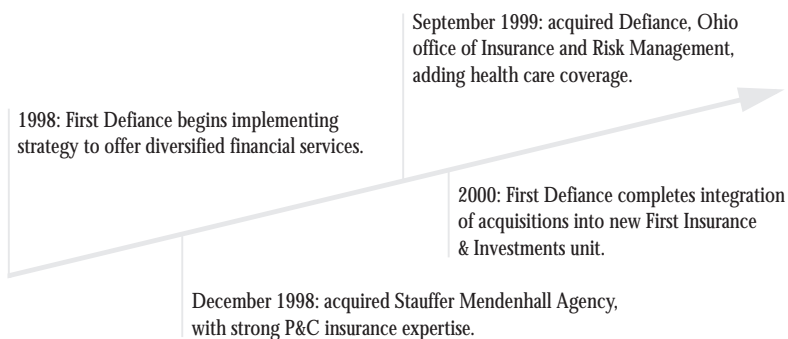 September 1999: acquired Defiance, Ohio
office of Insurance and Risk Management,
adding health care coverage.
1998: First Defiance begins implementing
strategy to offer diversified financial services.
2000: First Defiance completes integration
of acquisitions into new First Insurance
& Investments unit.
December 1998: acquired Stauffer Mendenhall Agency,
with strong P&C insurance expertise.